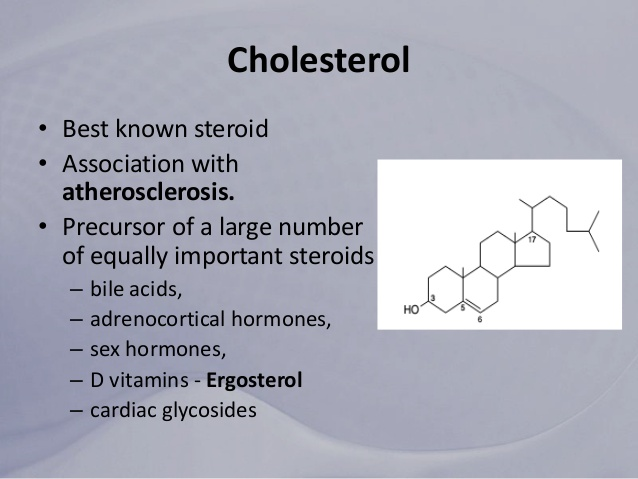 Cholesterol
• Best known steroid
• Association with
atherosclerosis.
• Precursor of a large number
of equally important steroids
– bile acids,
– adrenocortical hormones,
– sex hormones,
– D vitamins - Ergosterol
– cardiac glycosides
17
3
HO
5
6